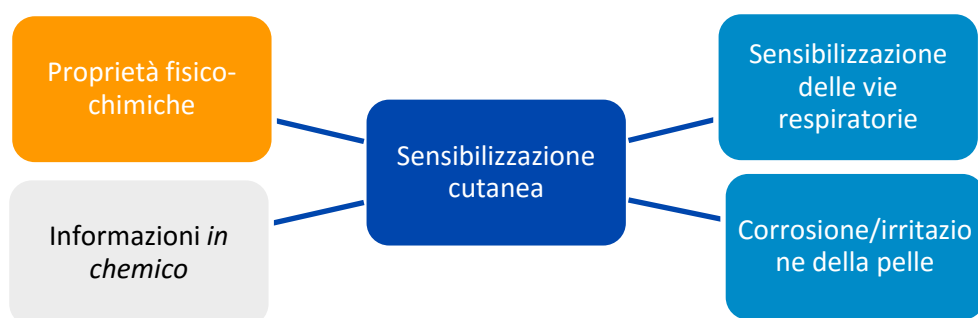 Proprietà fisico-
chimiche
Informazioni in
chemico
Sensibilizzazione
cutanea
Sensibilizzazione
delle vie
respiratorie
Corrosione/irritazio
ne della pelle